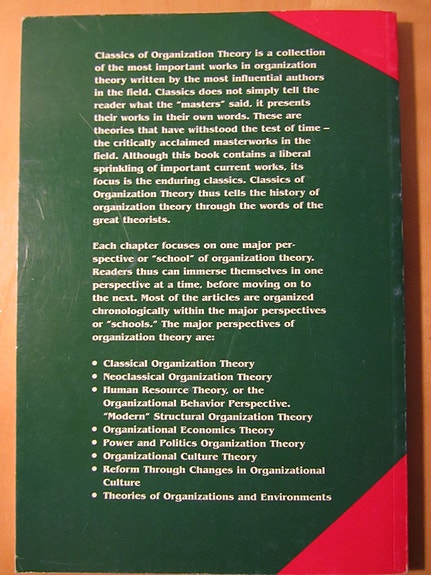 Classics of Organization Theory is a collection
of the most important works in organization
theory written by the most influential authors
in the field. Classics does not simply tell the
reader what the "masters" said, it presents
their works in their own words. These are
theories that have withstood the test of time –
the critically acclaimed masterworks in the
field. Although this book contains a liberal
sprinkling of important current works, its
focus is the enduring classics. Classics of
Organization Theory thus tells the history of
organization theory through the words of the
great theorists.
Each chapter focuses on one major per-
spective or "school" of organization theory.
Readers thus can immerse themselves in one
perspective at a time, before moving on to
the next. Most of the articles are organized
chronologically within the major perspectives
or "schools." The major perspectives of
organization theory are:
• Classical Organization Theory
• Neoclassical Organization Theory
• Human Resource Theory, or the
Organizational Behavior Perspective.
"Modern" Structural Organization Theory
• Organizational Economics Theory
• Power and Politics Organization Theory
• Organizational Culture Theory
• Reform Through Changes in Organizational
Culture
• Theories of Organizations and Environments